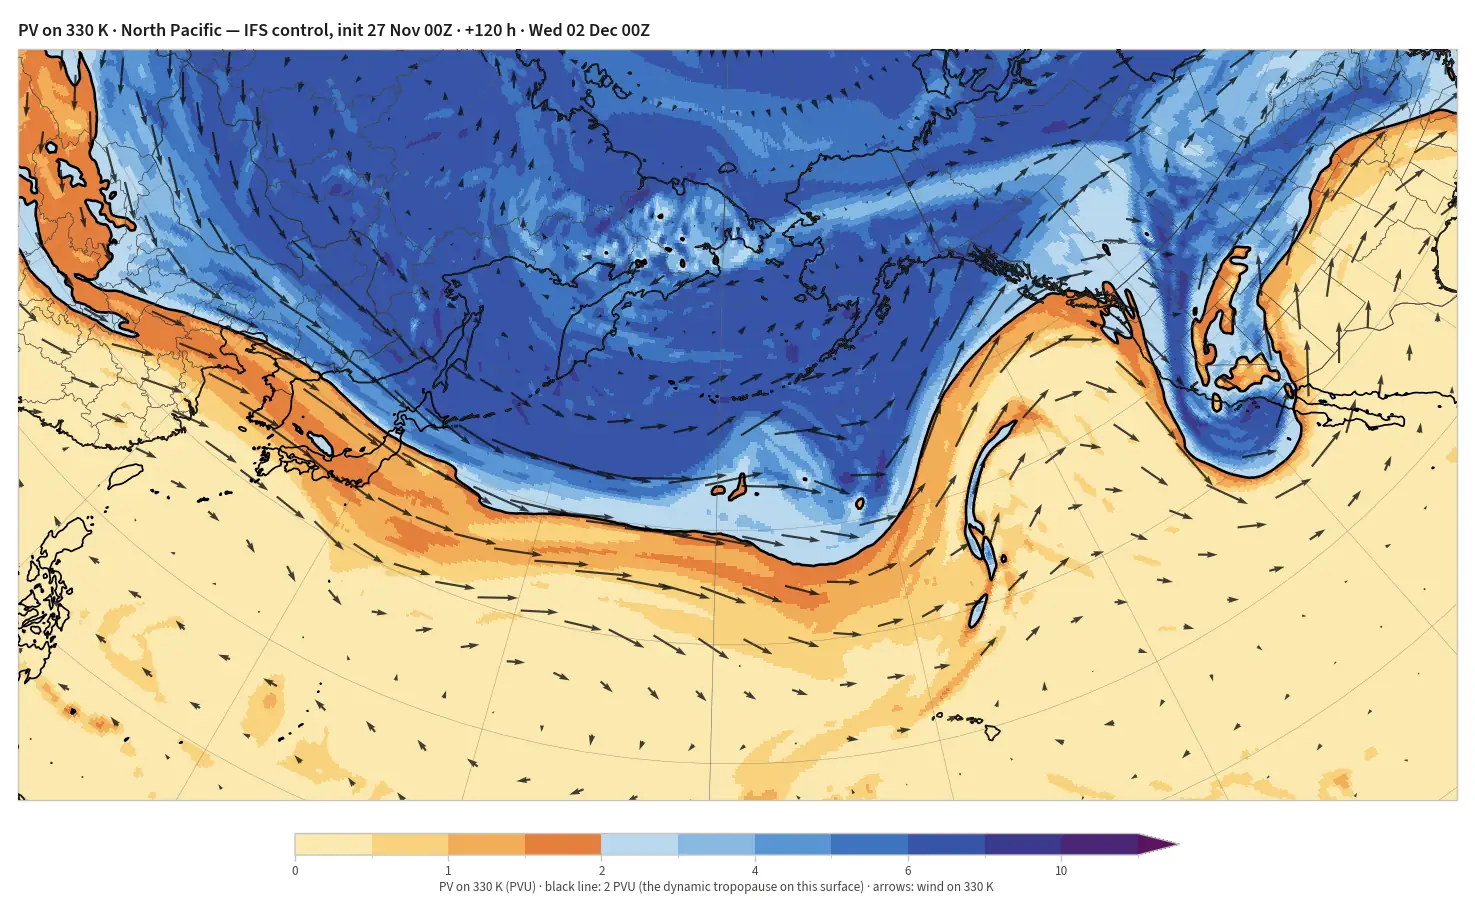 PV on 330 K · North Pacific — IFS control, init 27 Nov 00Z · +120 h · Wed 02 Dec 00Z
0 1 2 4 6 10
PV on 330 K (PVU) · black line: 2 PVU (the dynamic tropopause on this surface) · arrows: wind on 330 K